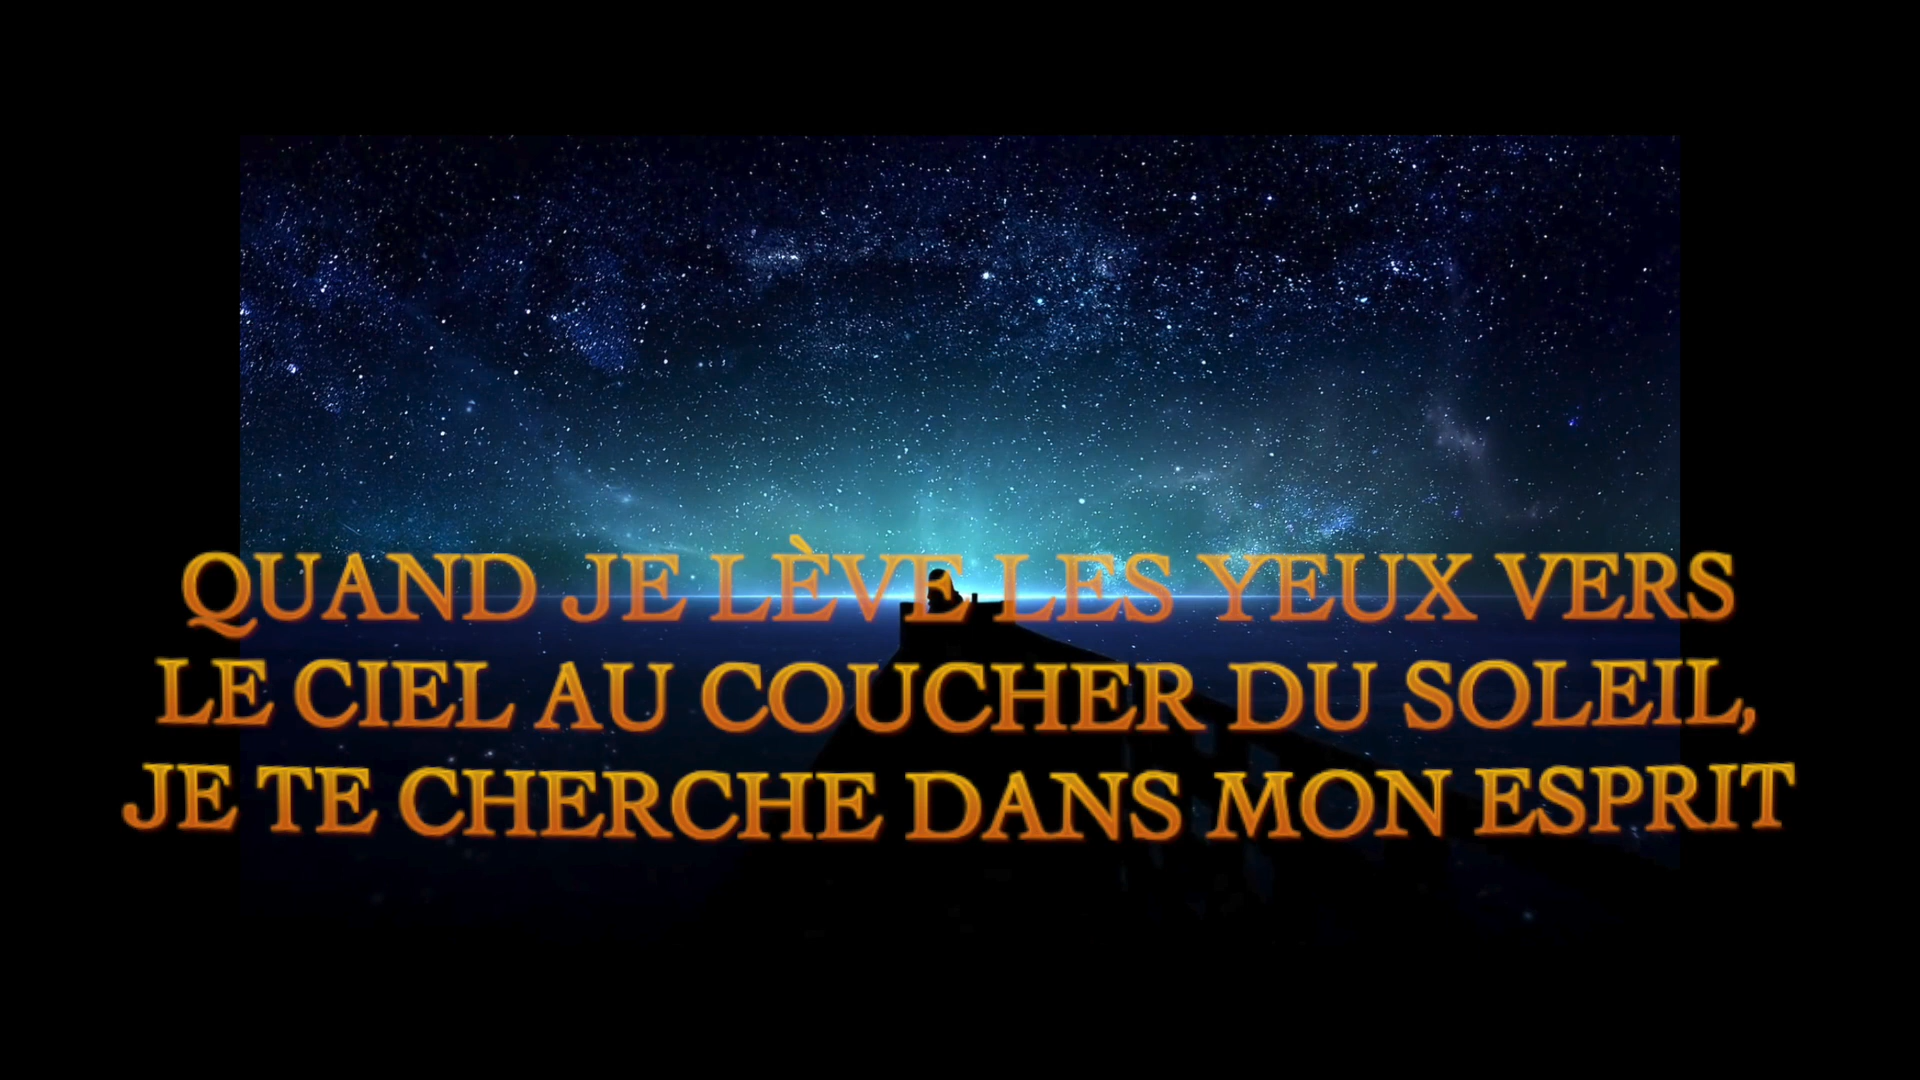 QUAND JE LÈVE LES YEUX VERS
LE CIEL AU COUCHER DU SOLEIL,
JE TE CHERCHE DANS MON ESPRIT